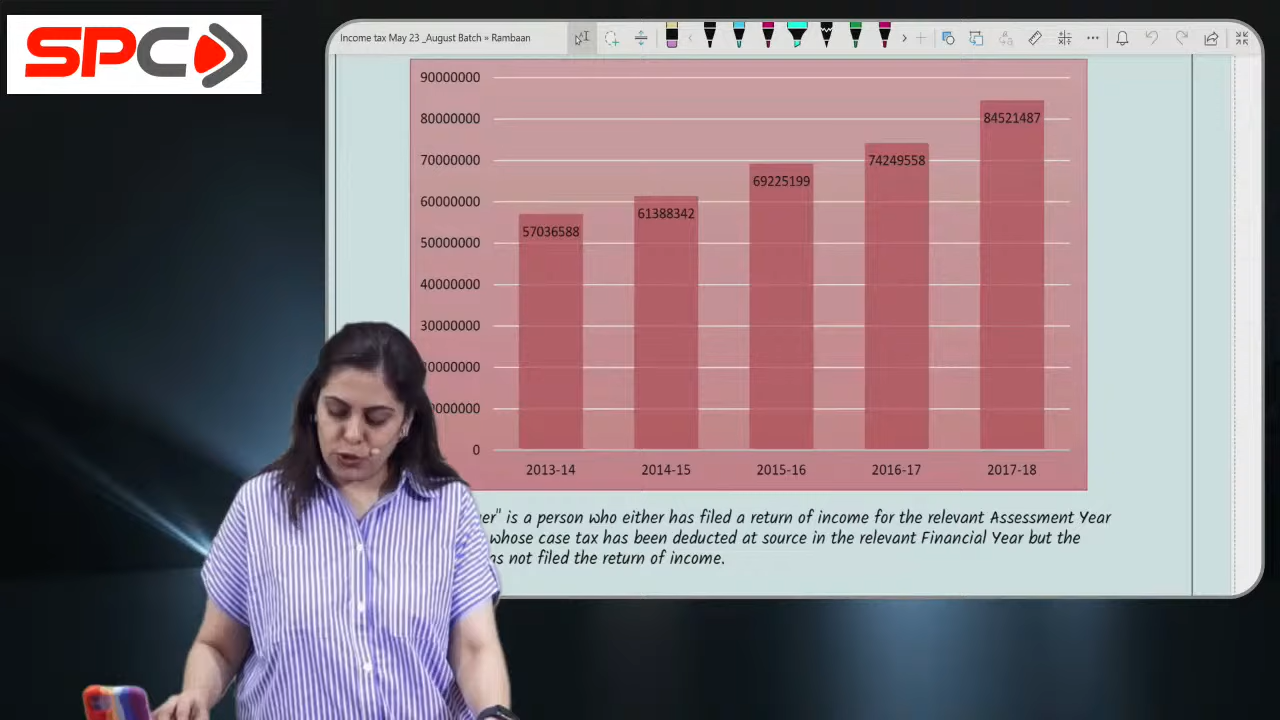 SPC
Income tax May 23 _August Batch » Rambaan
90000000
80000000
70000000
60000000
50000000
40000000
30000000
0
57036588
61388342
69225199
74249558
84521487
2013-14 2014-15 2015-16 2016-17 2017-18
is a person who either has filed a return of income for the relevant Assessment Year
whose case tax has been deducted at source in the relevant Financial Year but the
not filed the return of income.